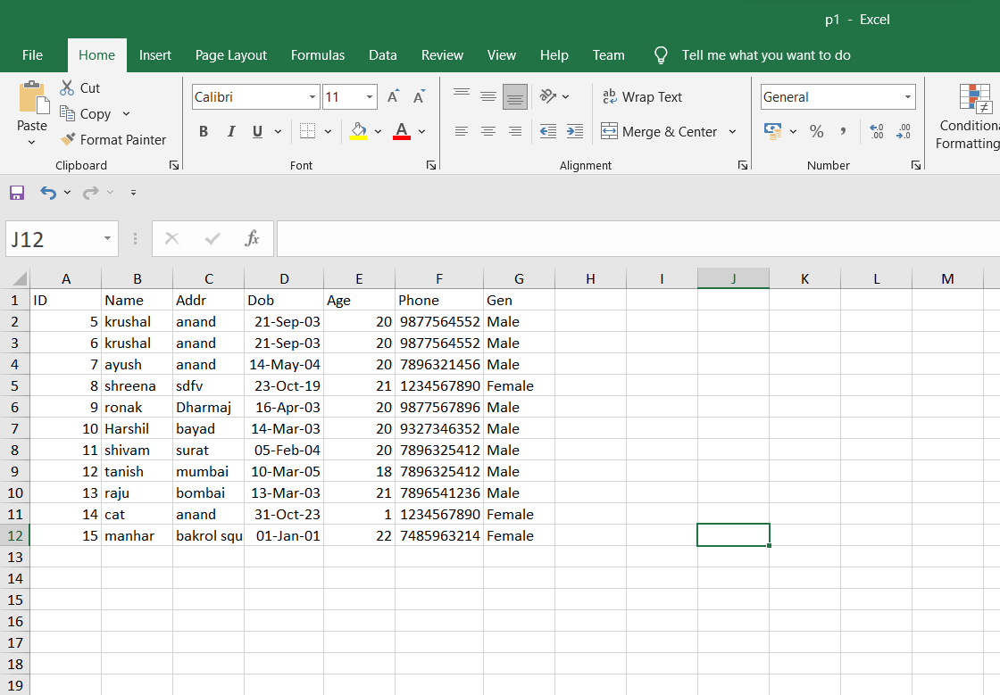 p1 - Excel
File Home Insert Page Layout Formulas Data Review View Help Team Tell me what you want to do
Cut
Copy
Format Painter
Paste
Clipboard
Calibri 11
B I U A
Font
ab Wrap Text
Merge & Center
Alignment
General
% , .00 .0
Number
Condition
Formatting
J12 fx
A B C D E F G H I J K L M
1 ID Name Addr Dob Age Phone Gen
2 5 krushal anand 21-Sep-03 20 9877564552 Male
3 6 krushal anand 21-Sep-03 20 9877564552 Male
4 7 ayush anand 14-May-04 20 7896321456 Male
5 8 shreena sdfv 23-Oct-19 21 1234567890 Female
6 9 ronak Dharmaj 16-Apr-03 20 9877567896 Male
7 10 Harshil bayad 14-Mar-03 20 9327346352 Male
8 11 shivam surat 05-Feb-04 20 7896325412 Male
9 12 tanish mumbai 10-Mar-05 18 7896325412 Male
10 13 raju bombai 13-Mar-03 21 7896541236 Male
11 14 cat anand 31-Oct-23 1 1234567890 Female
12 15 manhar bakrol squ 01-Jan-01 22 7485963214 Female
13
14
15
16
17
18
19